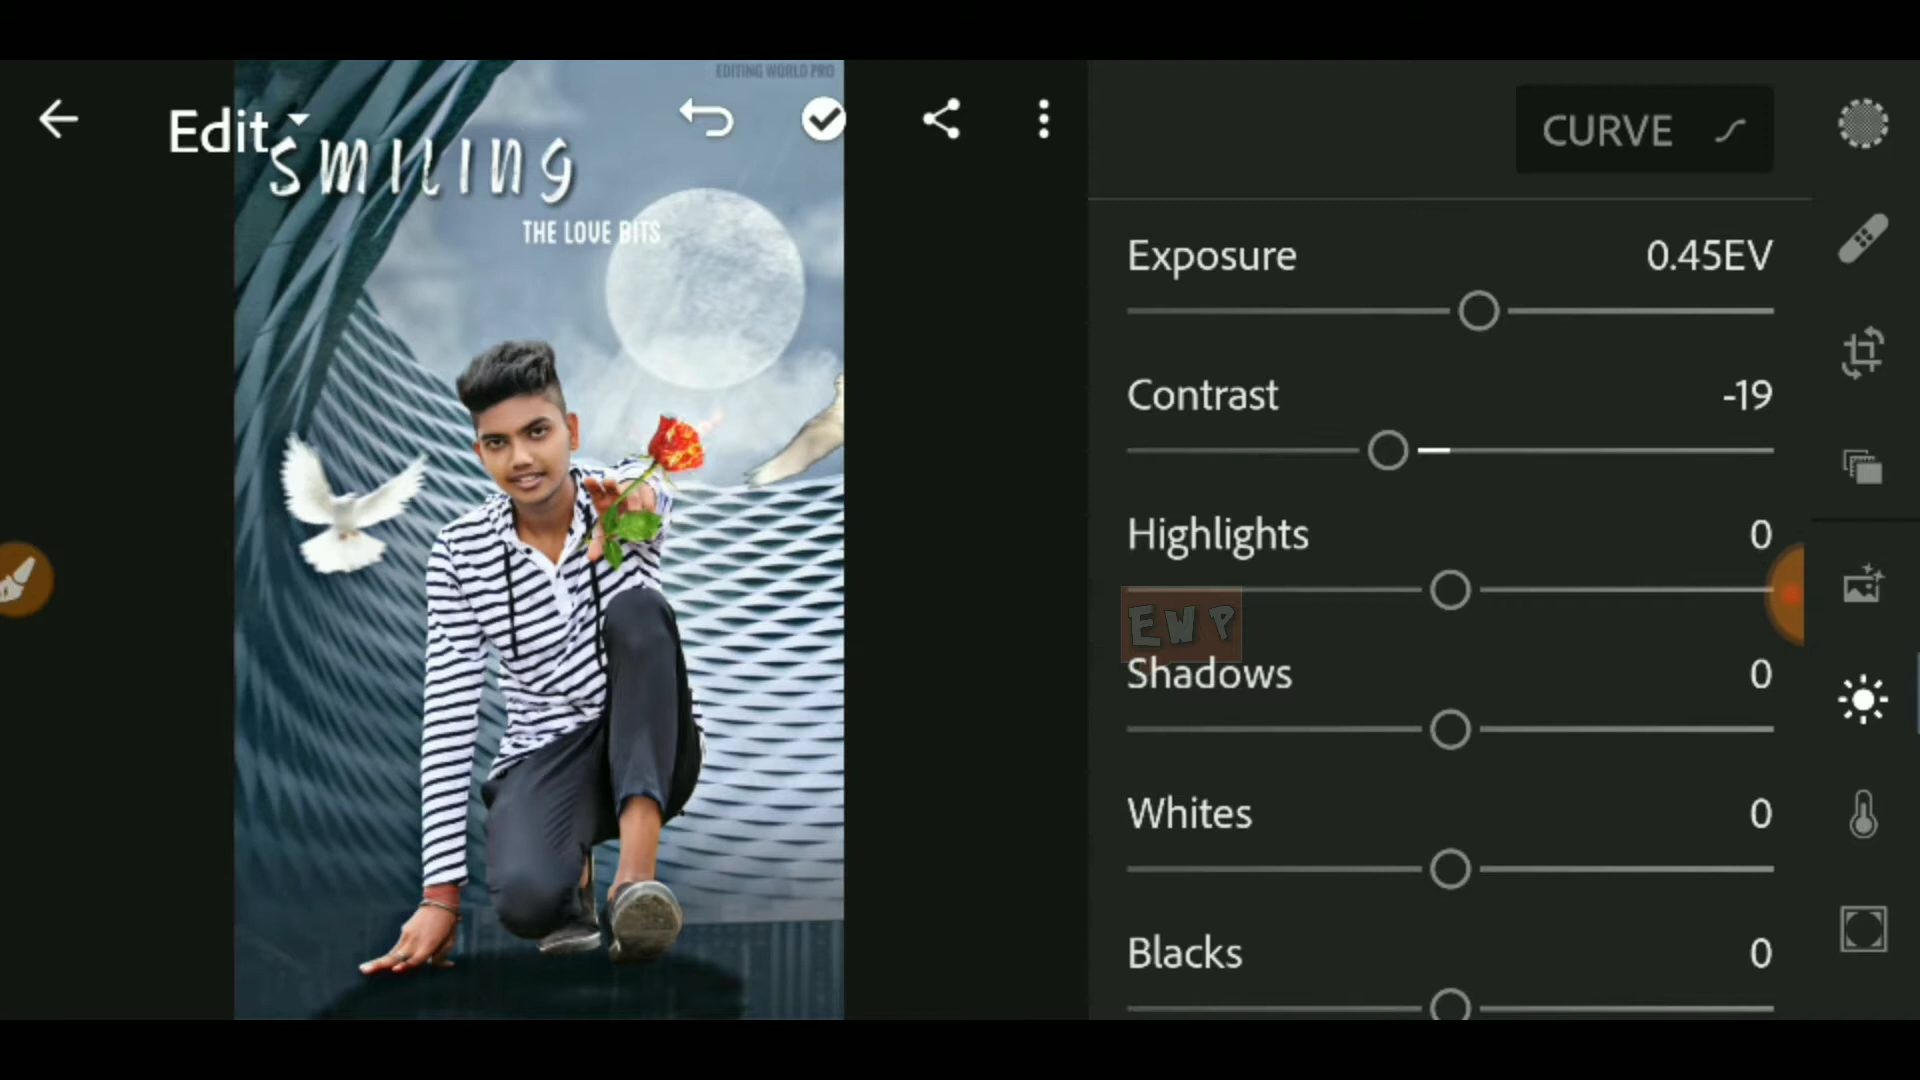 EDITING WORLD PRO
Edit
SMILING
THE LOVE BITS
CURVE
Exposure 0.45EV
Contrast -19
Highlights 0
EWP
Shadows 0
Whites 0
Blacks 0